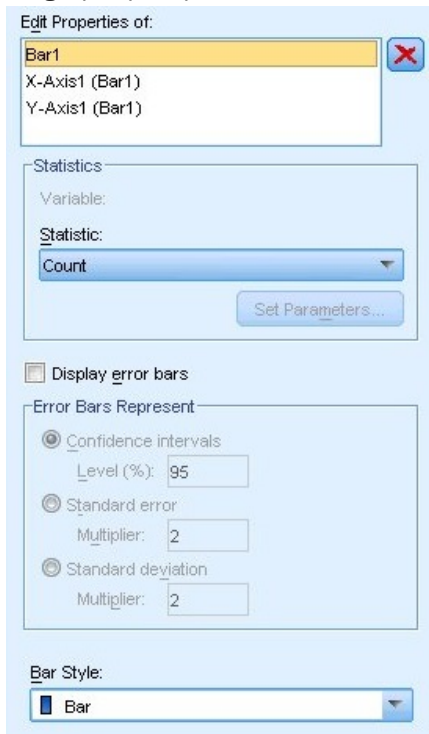 Edit Properties of:
Bar1
X-Axis1 (Bar1)
Y-Axis1 (Bar1)
Statistics
Variable:
Statistic:
Count
Set Parameters...
Display error bars
Error Bars Represent
Confidence intervals
Level (%): 95
Standard error
Multiplier: 2
Standard deviation
Multiplier: 2
Bar Style:
Bar